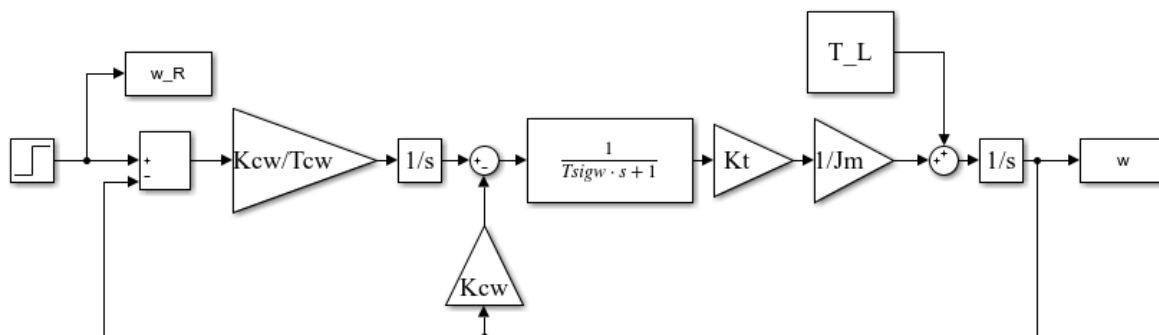 w_R
T_L
+
−
Kcw/Tcw
1/s
+
−
1
Tsigw · s + 1
Kt
1/Jm
+
+
1/s
w
Kcw